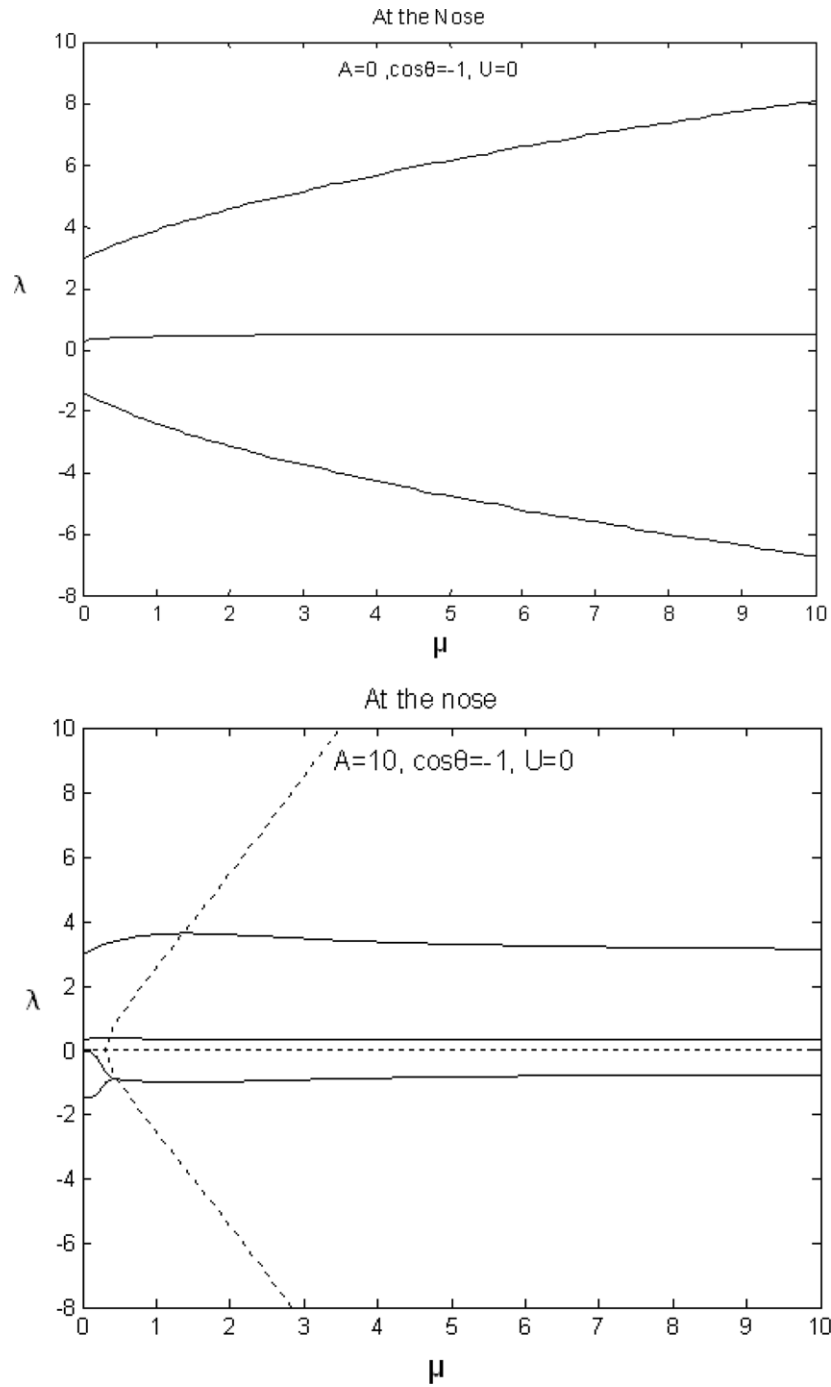 At the Nose
A=0 ,cosθ=-1, U=0
10
8
6
4
2
0
-2
-4
-6
-8
λ
0 1 2 3 4 5 6 7 8 9 10
μ
At the nose
A=10, cosθ=-1, U=0
10
8
6
4
2
0
-2
-4
-6
-8
λ
0 1 2 3 4 5 6 7 8 9 10
μ